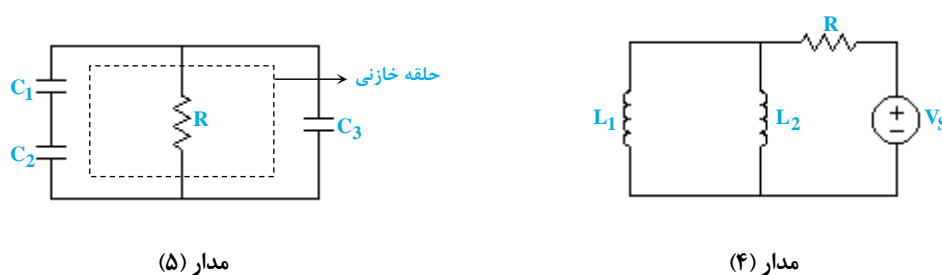 R
C1
حلقه خازنی
R
L1
L2
VS
C3
C2
مدار (۵)
مدار (۴)